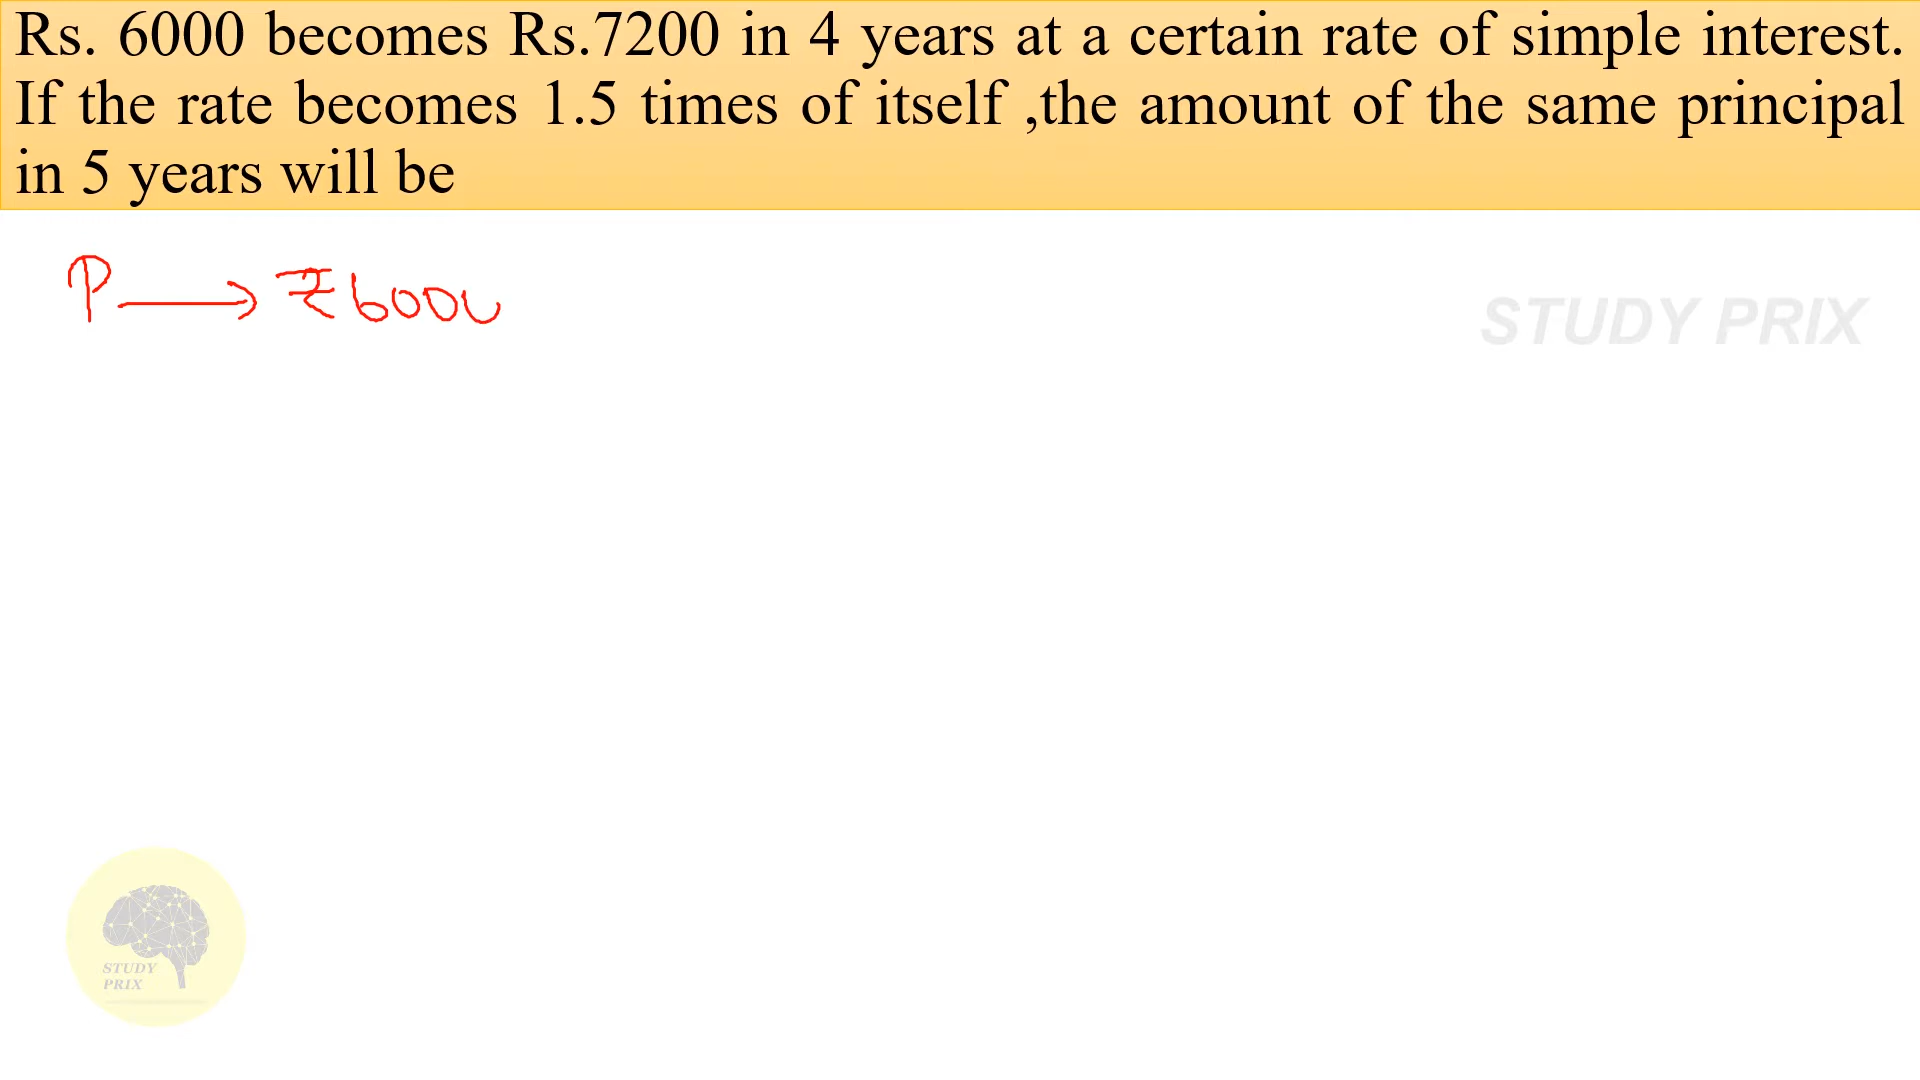 Rs. 6000 becomes Rs.7200 in 4 years at a certain rate of simple interest.
If the rate becomes 1.5 times of itself ,the amount of the same principal
in 5 years will be
P → ₹6000
STUDY PRIX
STUDY
PRIX